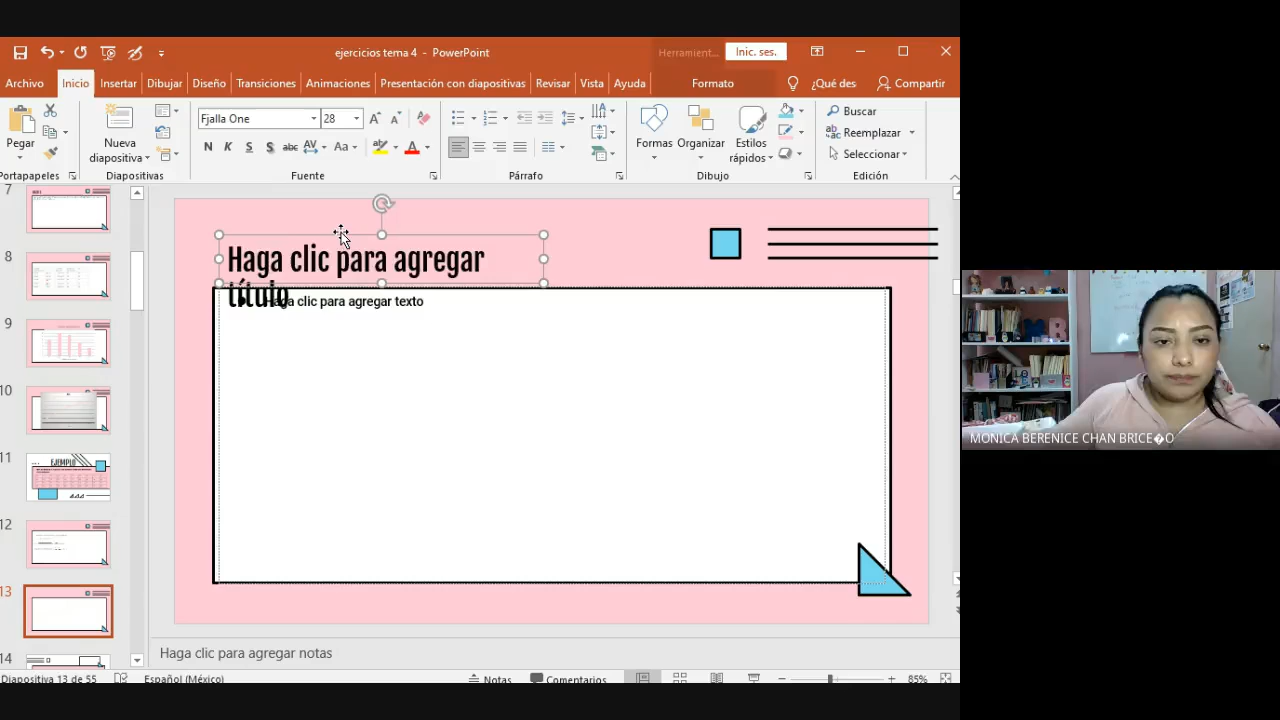 ejercicios tema 4 - PowerPoint
Herramient...
Inic. ses.
Archivo
Inicio
Insertar
Dibujar
Diseño
Transiciones
Animaciones
Presentación con diapositivas
Revisar
Vista
Ayuda
Formato
¿Qué des
Compartir
Pegar
Nueva
diapositiva
Fjalla One
28
N K S S abc AV Aa A
Formas
Organizar
Estilos
rápidos
Buscar
Reemplazar
Seleccionar
Portapapeles
Diapositivas
Fuente
Párrafo
Dibujo
Edición
7
8
9
10
11
EJEMPLO
12
13
14
Haga clic para agregar
título
Haga clic para agregar texto
Haga clic para agregar notas
Diapositiva 13 de 55
Español (México)
Notas
Comentarios
85%
MONICA BERENICE CHAN BRICE�O